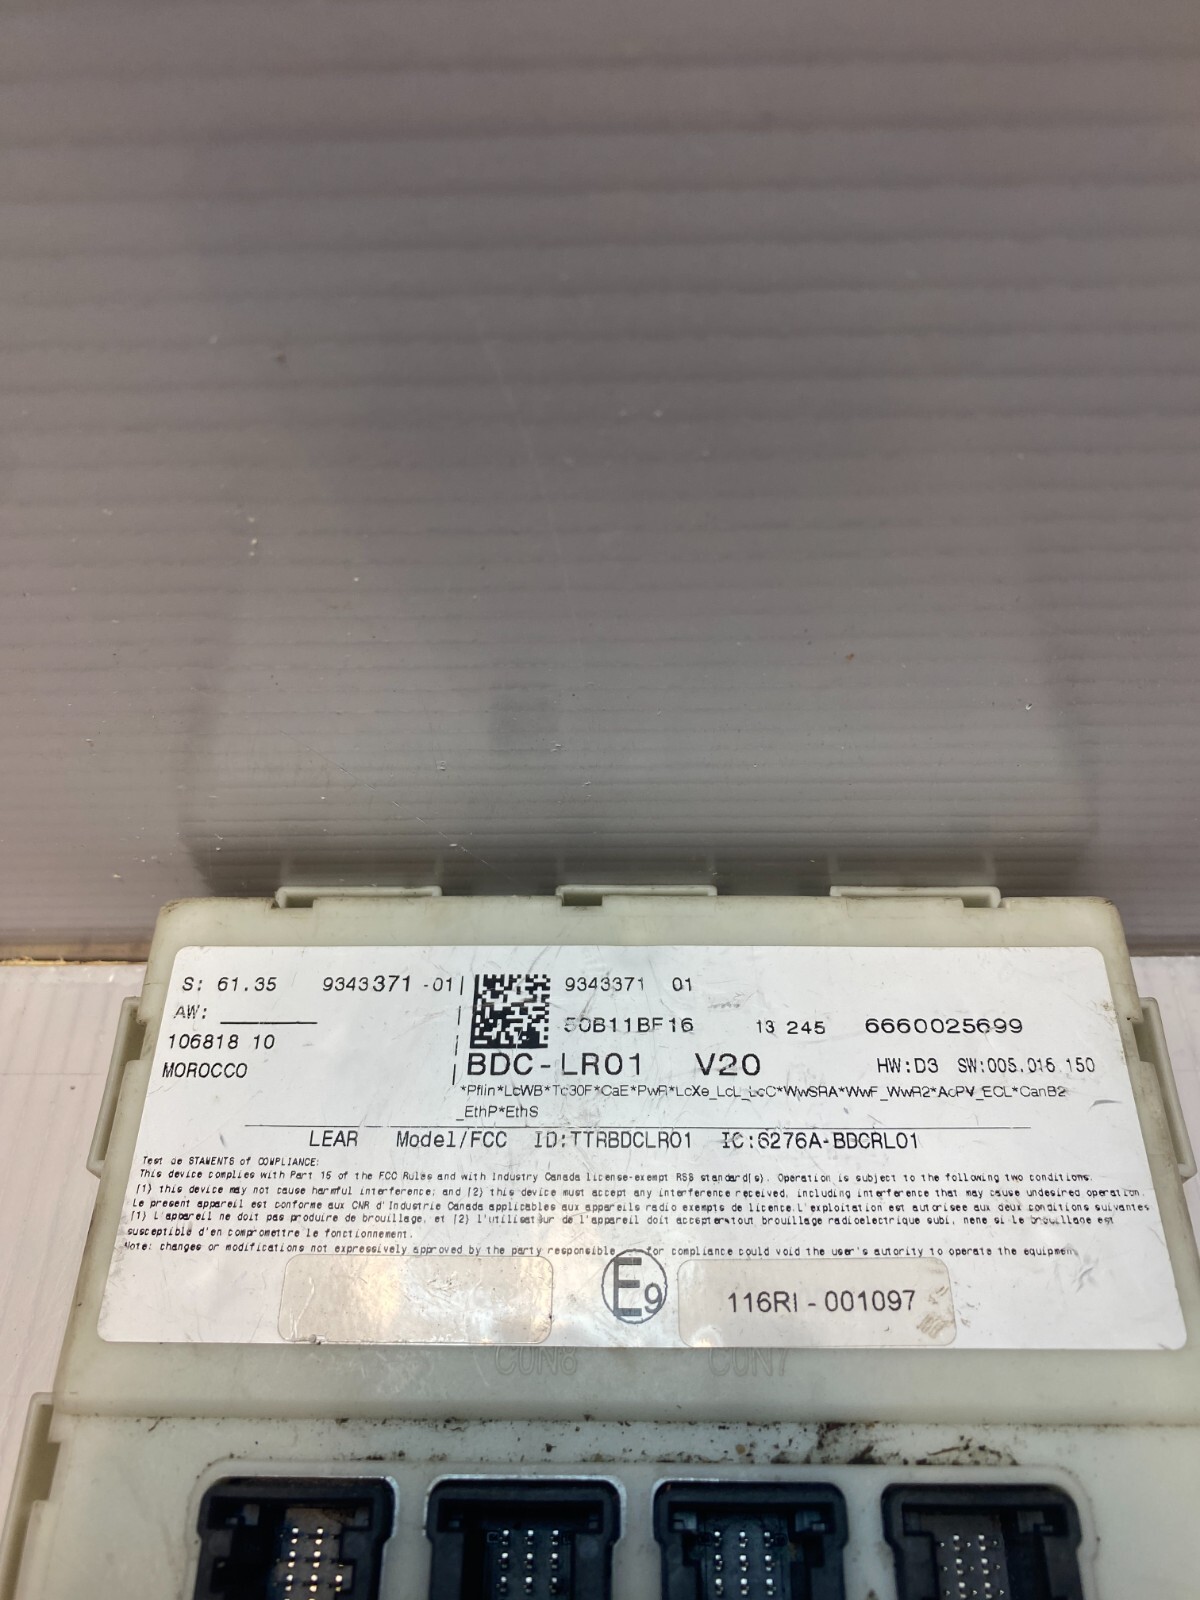 S: 61.35 9343371 -01| 9343371 01
AW:
50B11BF16 13 245 6660025699
106818 10
BDC-LR01 V20 HW:D3 SW:005.016.150
MOROCCO
*PfIin*LcWB*Tc30F*CaE*PwR*LcXe_LcL_LcC*WwSRA*WwF_WwR2*AcPV_ECL*CanB2
_EthP*EthS
LEAR Model/FCC ID:TTRBDCLR01 IC:6276A-BDCRL01
Test de STAMENTS of COMPLIANCE:
This device complies with Part 15 of the FCC Rules and with Industry Canada license-exempt RSS standard(s). Operation is subject to the following two conditions.
(1) this device may not cause harmful interference; and (2) this device must accept any interference received, including interference that may cause undesired operation.
Le present appareil est conforme aux CNR d'Industrie Canada applicables aux appareils radio exempts de licence.L'exploitation est autorisee aux deux conditions suivantes
(1) L'appareil ne doit pas produire de brouillage, et (2) l'utilisateur de l'appareil doit accepter tout brouillage radioelectrique subi, nene si le brouillane est
susceptible d'en compromettre le fonctionnement.
Note: changes or modifications not expressively approved by the party responsible for compliance could void the user's autority to operate the equipmen
E9 116RI-001097
CON8 CON7